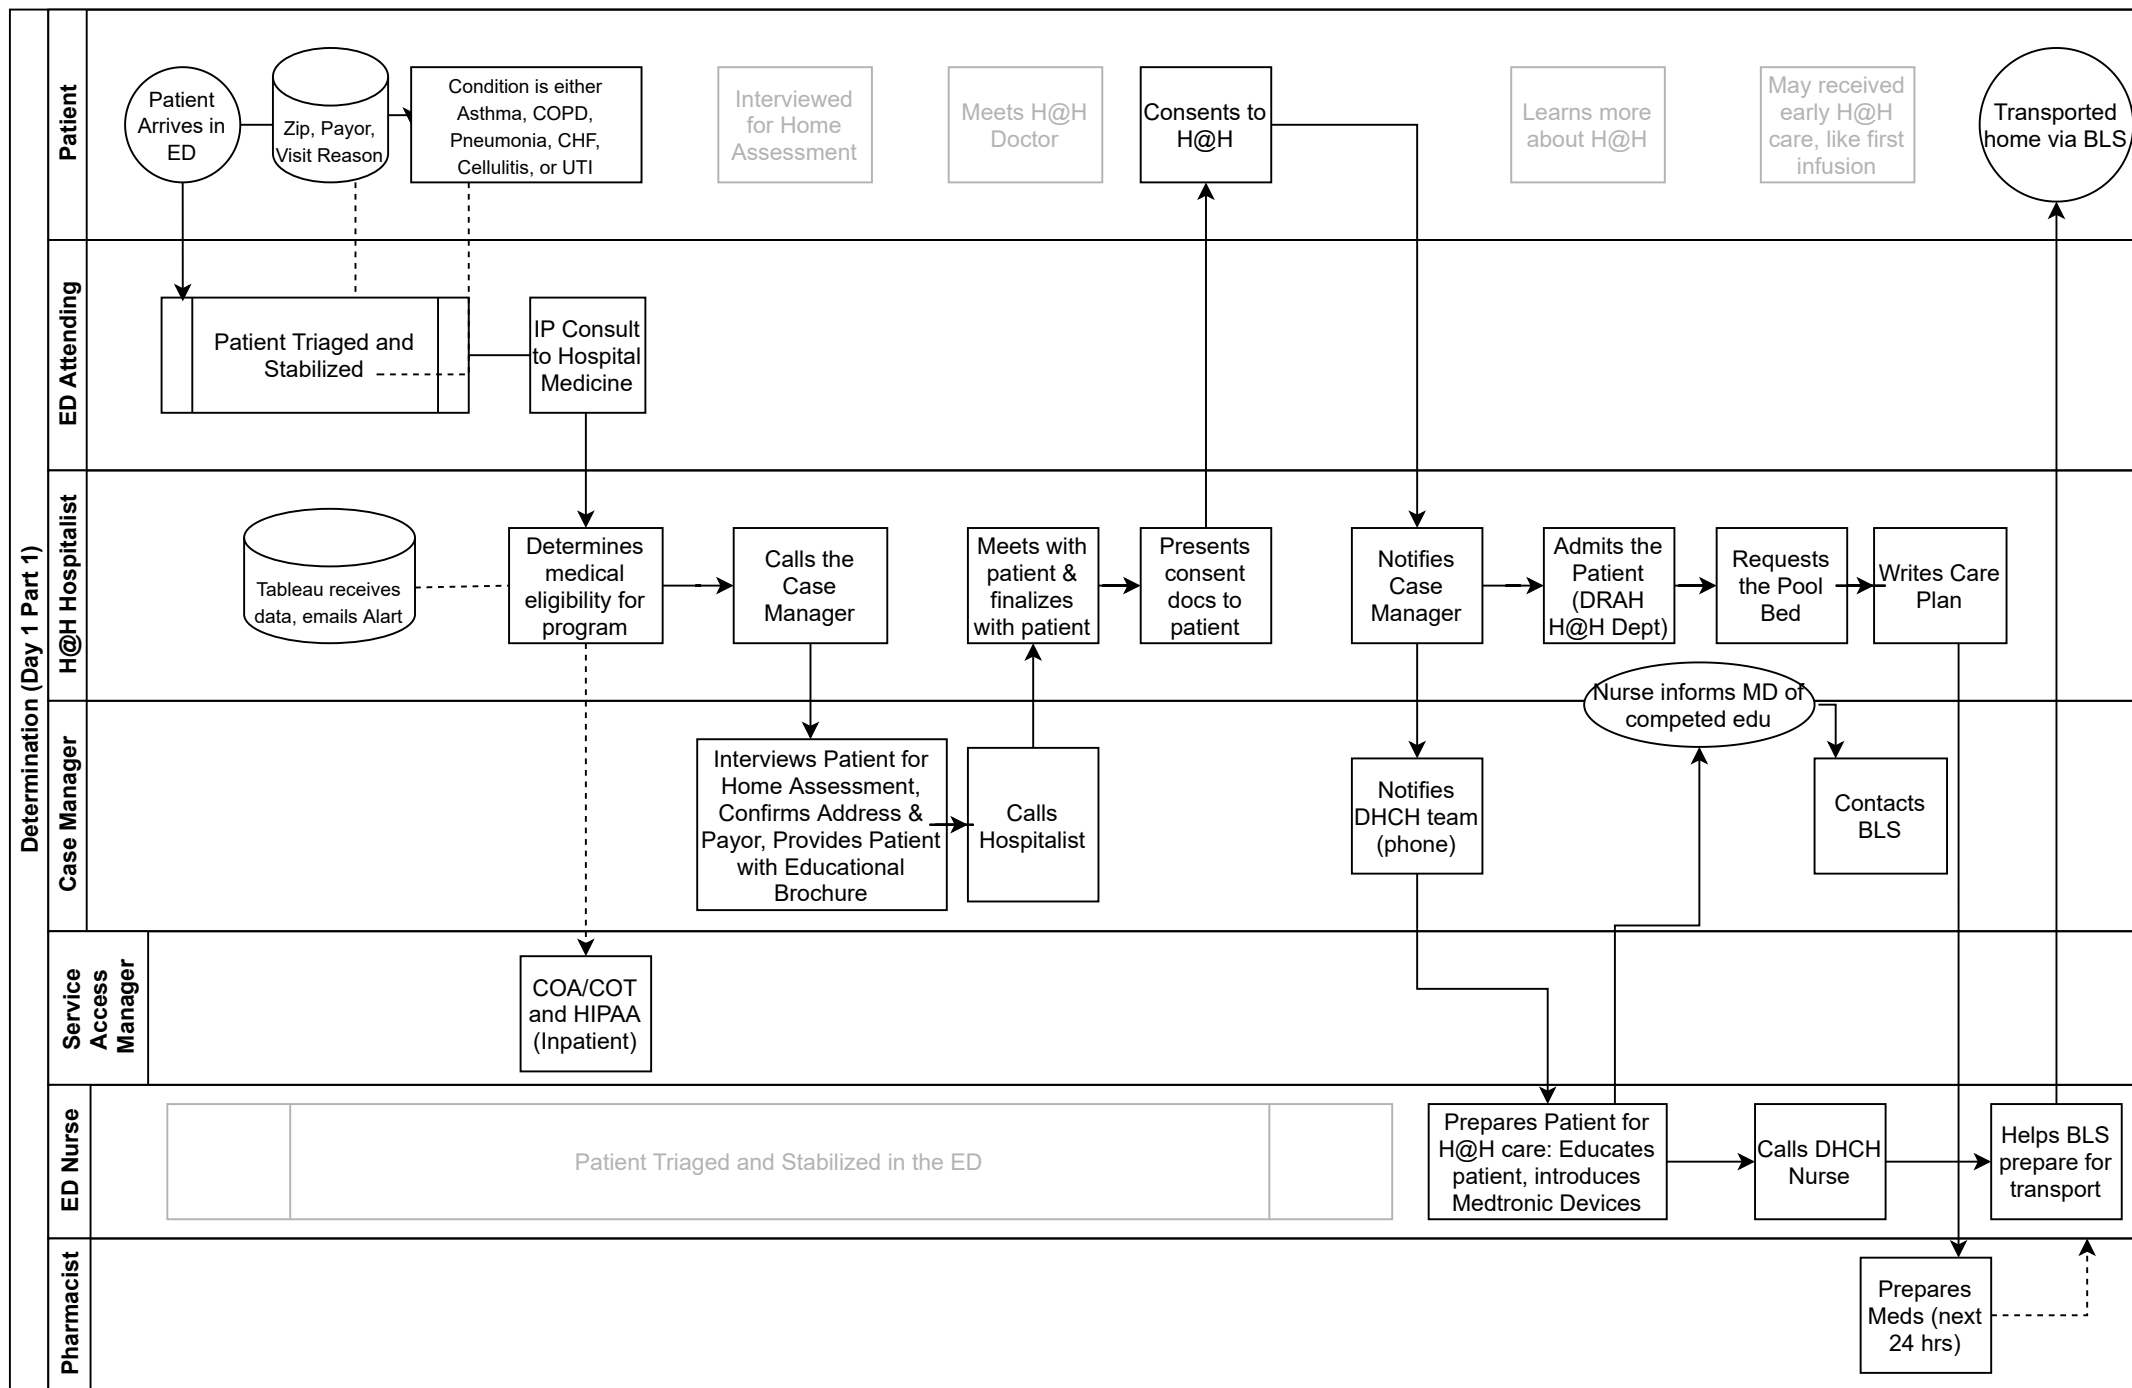 Determination (Day 1 Part 1)
Patient
Patient
Arrives in
ED
Zip, Payor,
Visit Reason
Condition is either
Asthma, COPD,
Pneumonia, CHF,
Cellulitis, or UTI
Interviewed
for Home
Assessment
Meets H@H
Doctor
Consents to
H@H
Learns more
about H@H
May received
early H@H
care, like first
infusion
Transported
home via BLS
ED Attending
Patient Triaged and
Stabilized
IP Consult
to Hospital
Medicine
H@H Hospitalist
Tableau receives
data, emails Alart
Determines
medical
eligibility for
program
Calls the
Case
Manager
Meets with
patient &
finalizes
with patient
Presents
consent
docs to
patient
Notifies
Case
Manager
Admits the
Patient
(DRAH
H@H Dept)
Requests
the Pool
Bed
Writes Care
Plan
Nurse informs MD of
competed edu
Case Manager
Interviews Patient for
Home Assessment,
Confirms Address &
Payor, Provides Patient
with Educational
Brochure
Calls
Hospitalist
Notifies
DHCH team
(phone)
Contacts
BLS
Service
Access
Manager
COA/COT
and HIPAA
(Inpatient)
ED Nurse
Patient Triaged and Stabilized in the ED
Prepares Patient for
H@H care: Educates
patient, introduces
Medtronic Devices
Calls DHCH
Nurse
Helps BLS
prepare for
transport
Pharmacist
Prepares
Meds (next
24 hrs)